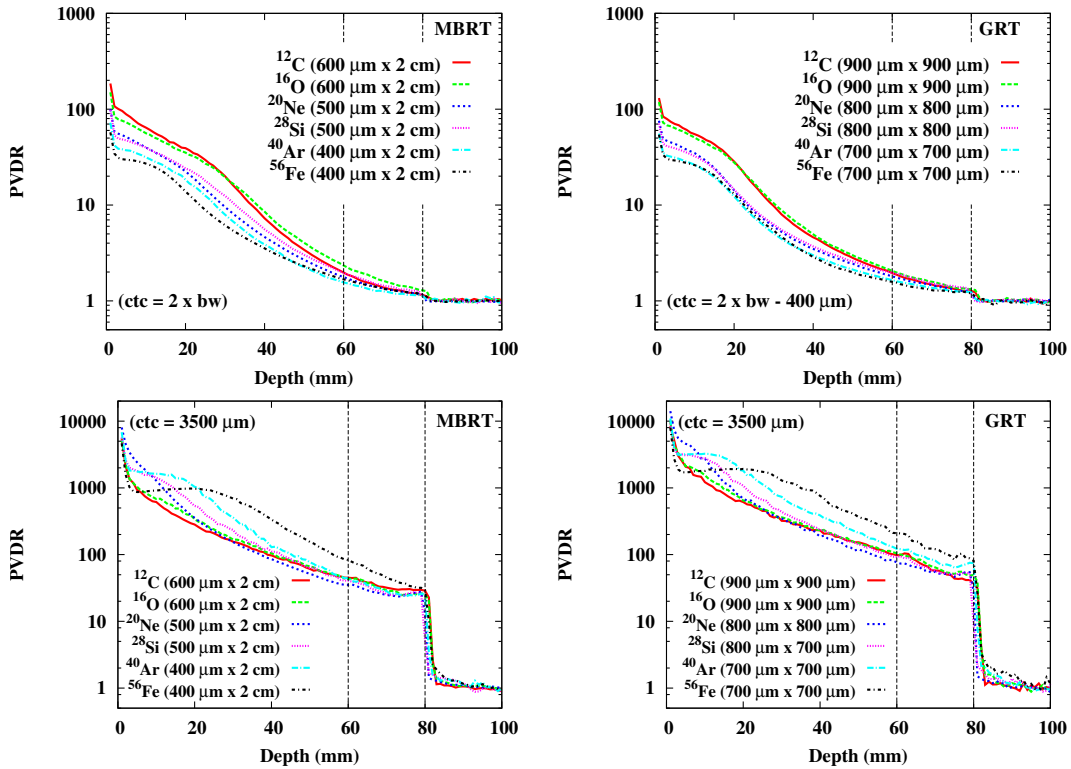 MBRT
1000
100
10
1
PVDR
¹²C (600 µm x 2 cm)
¹⁶O (600 µm x 2 cm)
²⁰Ne (500 µm x 2 cm)
²⁸Si (500 µm x 2 cm)
⁴⁰Ar (400 µm x 2 cm)
⁵⁶Fe (400 µm x 2 cm)
(ctc = 2 x bw)
0 20 40 60 80 100
Depth (mm)
GRT
1000
100
10
1
PVDR
¹²C (900 µm x 900 µm)
¹⁶O (900 µm x 900 µm)
²⁰Ne (800 µm x 800 µm)
²⁸Si (800 µm x 800 µm)
⁴⁰Ar (700 µm x 700 µm)
⁵⁶Fe (700 µm x 700 µm)
(ctc = 2 x bw - 400 µm)
0 20 40 60 80 100
Depth (mm)
(ctc = 3500 µm)
MBRT
10000
1000
100
10
1
PVDR
¹²C (600 µm x 2 cm)
¹⁶O (600 µm x 2 cm)
²⁰Ne (500 µm x 2 cm)
²⁸Si (500 µm x 2 cm)
⁴⁰Ar (400 µm x 2 cm)
⁵⁶Fe (400 µm x 2 cm)
0 20 40 60 80 100
Depth (mm)
(ctc = 3500 µm)
GRT
10000
1000
100
10
1
PVDR
¹²C (900 µm x 900 µm)
¹⁶O (900 µm x 900 µm)
²⁰Ne (800 µm x 800 µm)
²⁸Si (800 µm x 700 µm)
⁴⁰Ar (700 µm x 700 µm)
⁵⁶Fe (700 µm x 700 µm)
0 20 40 60 80 100
Depth (mm)